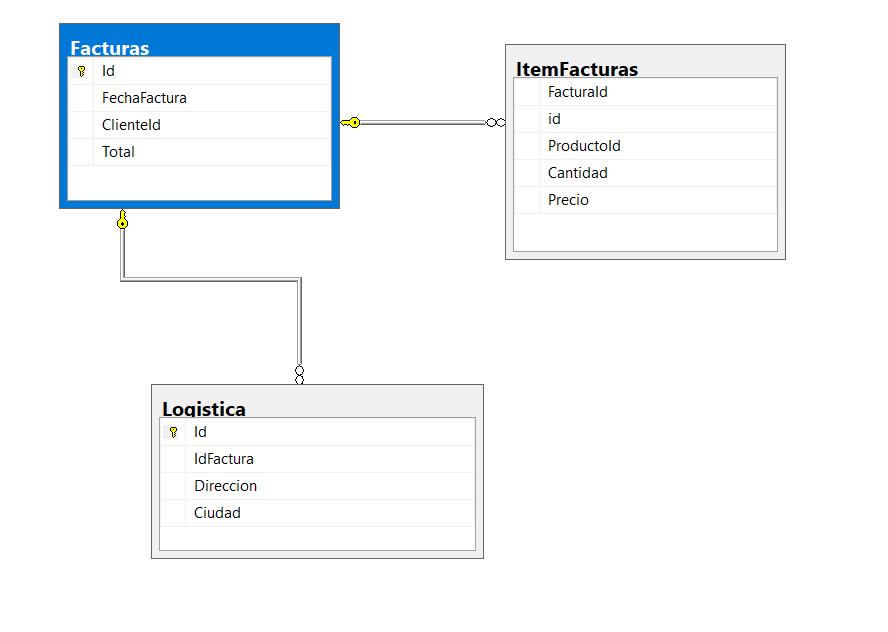 Facturas
Id
FechaFactura
ClienteId
Total
ItemFacturas
FacturaId
id
ProductoId
Cantidad
Precio
Logistica
Id
IdFactura
Direccion
Ciudad